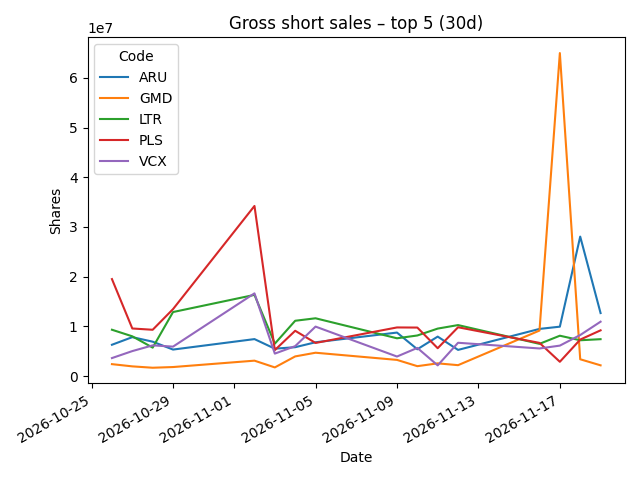 Gross short sales – top 5 (30d)
1e7
Code
ARU
GMD
LTR
PLS
VCX
Shares
6
5
4
3
2
1
0
2026-10-25
2026-10-29
2026-11-01
2026-11-05
2026-11-09
2026-11-13
2026-11-17
Date